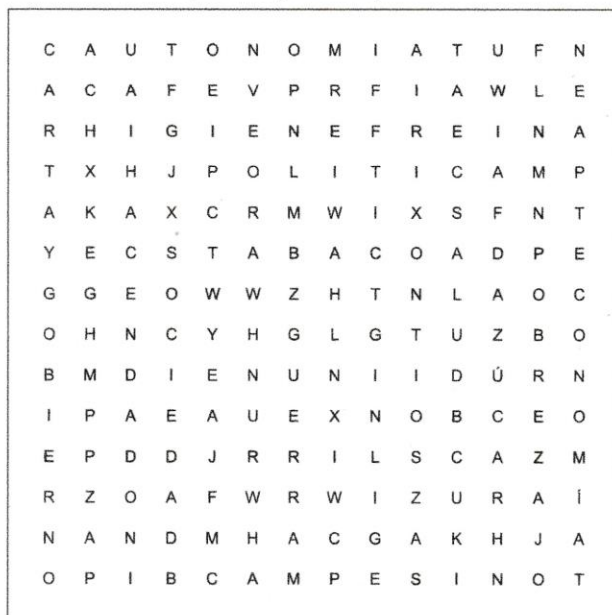 C A U T O N O M I A T U F N
A C A F E V P R F I A W L E
R H I G I E N E F R E I N A
T X H J P O L I T I C A M P
A K A X C R M W I X S F N T
Y E C S T A B A C O A D P E
G G E O W W Z H T N L A O C
O H N C Y H G L G T U Z B O
B M D I E N U N I I D Ú R N
I P A E A U E X N O B C E O
E P D D J R R I L S C A Z M
R Z O A F W R W I Z U R A Í
N A N D M H A C G A K H J A
O P I B C A M P E S I N O T